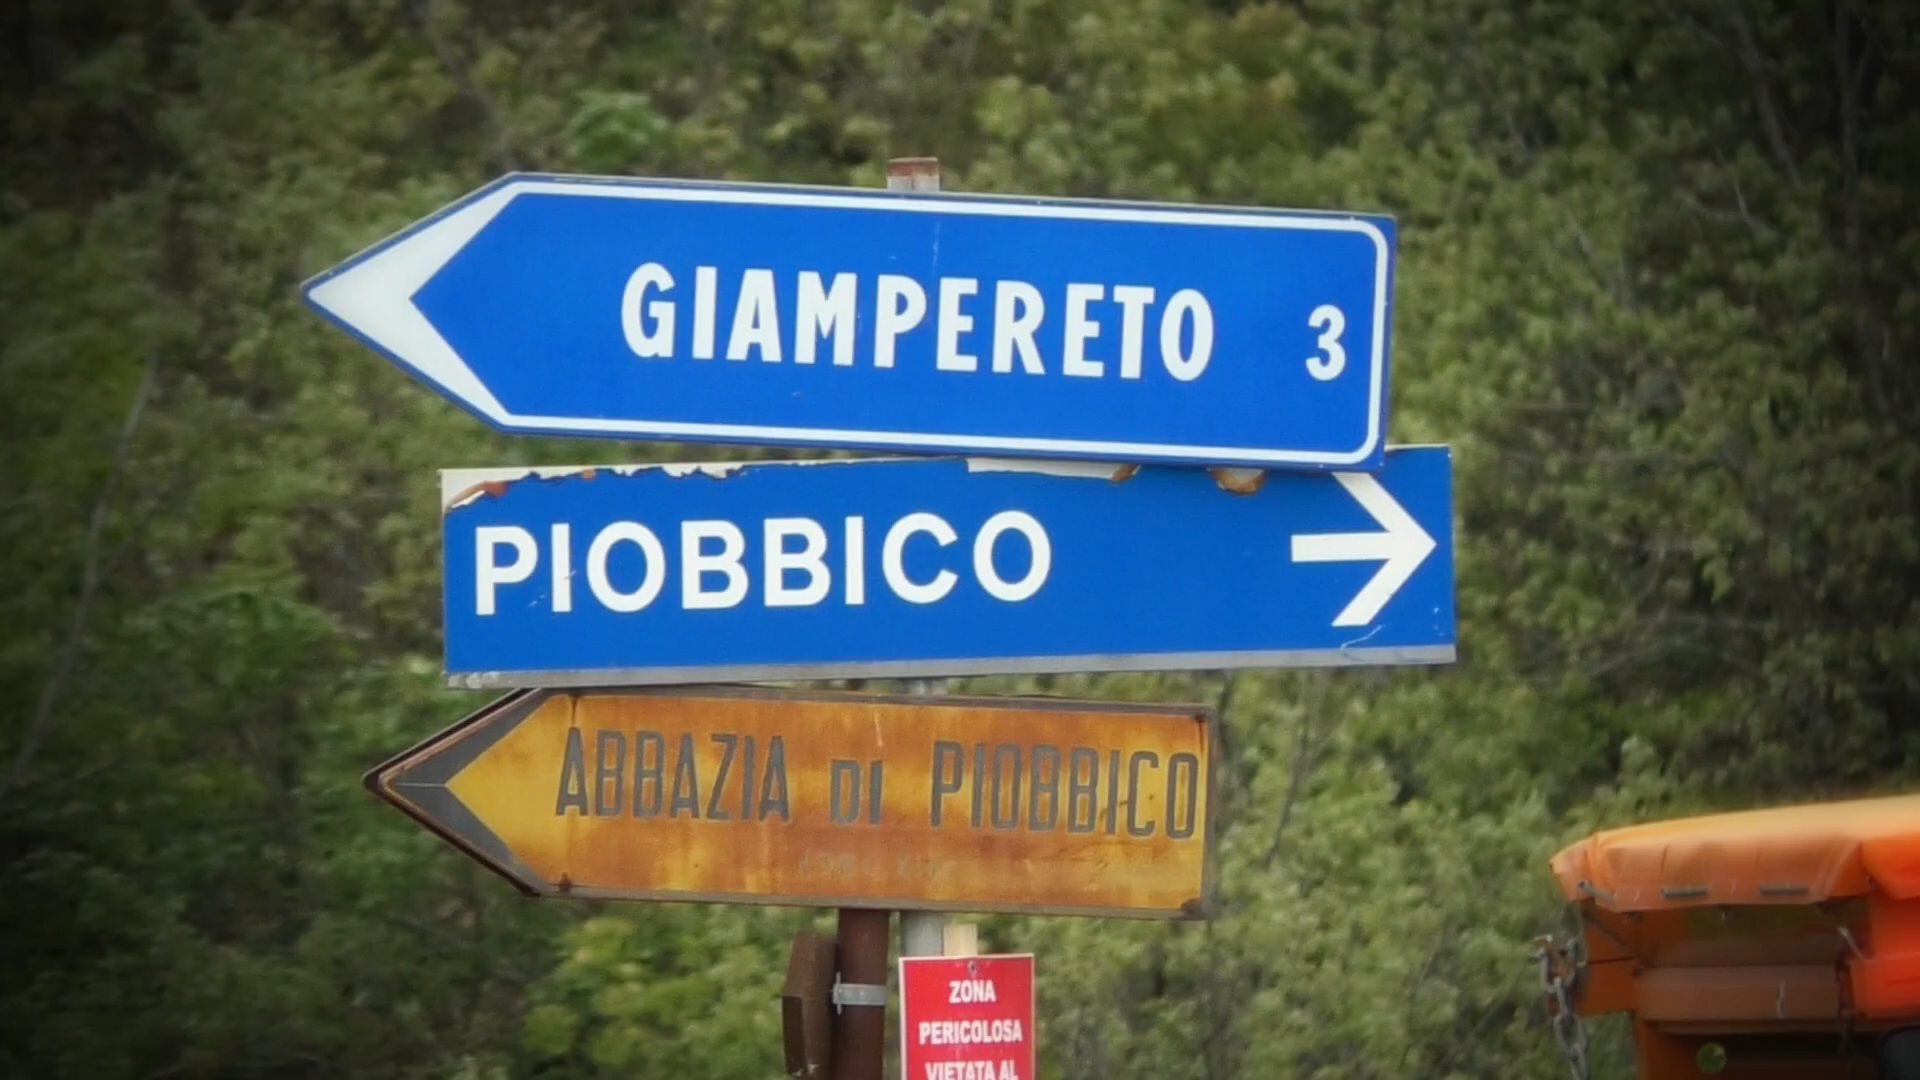 GIAMPERETO 3
PIOBBICO
ABBAZIA DI PIOBBICO
ZONA
PERICOLOSA
VIETATA AL